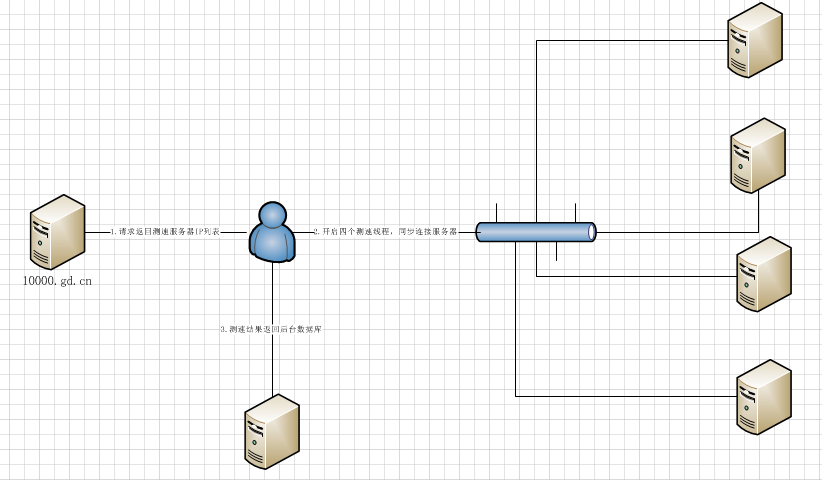 1.请求返回测速服务器IP列表
2.开启四个测速线程，同步连接服务器
10000.gd.cn
3.测速结果返回后台数据库